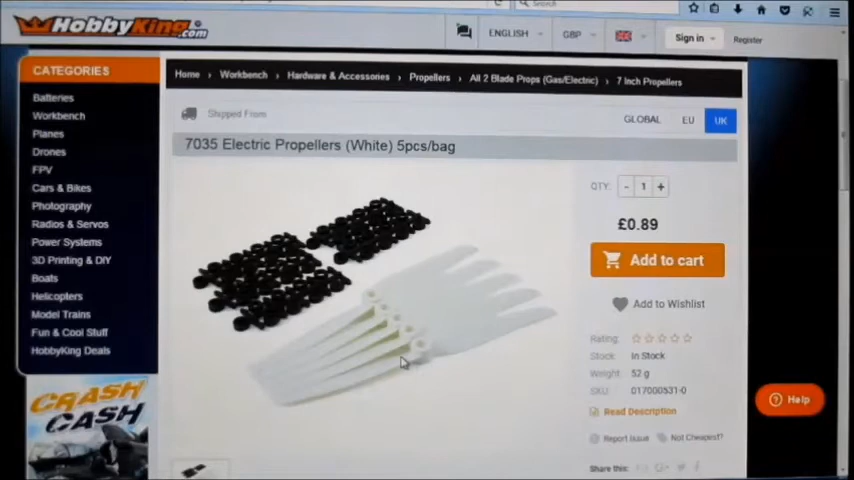 Search
HobbyKing.com
ENGLISH
GBP
Sign in
Register
CATEGORIES
Batteries
Workbench
Planes
Drones
FPV
Cars & Bikes
Photography
Radios & Servos
Power Systems
3D Printing & DIY
Boats
Helicopters
Model Trains
Fun & Cool Stuff
HobbyKing Deals
CRASH
CASH
Home › Workbench › Hardware & Accessories › Propellers › All 2 Blade Props (Gas/Electric) › 7 Inch Propellers
Shipped From
GLOBAL EU UK
7035 Electric Propellers (White) 5pcs/bag
QTY: - 1 +
£0.89
Add to cart
Add to Wishlist
Rating:
Stock: In Stock
Weight: 52 g
SKU: 017000531-0
Read Description
Report Issue Not Cheapest?
Share this:
Help